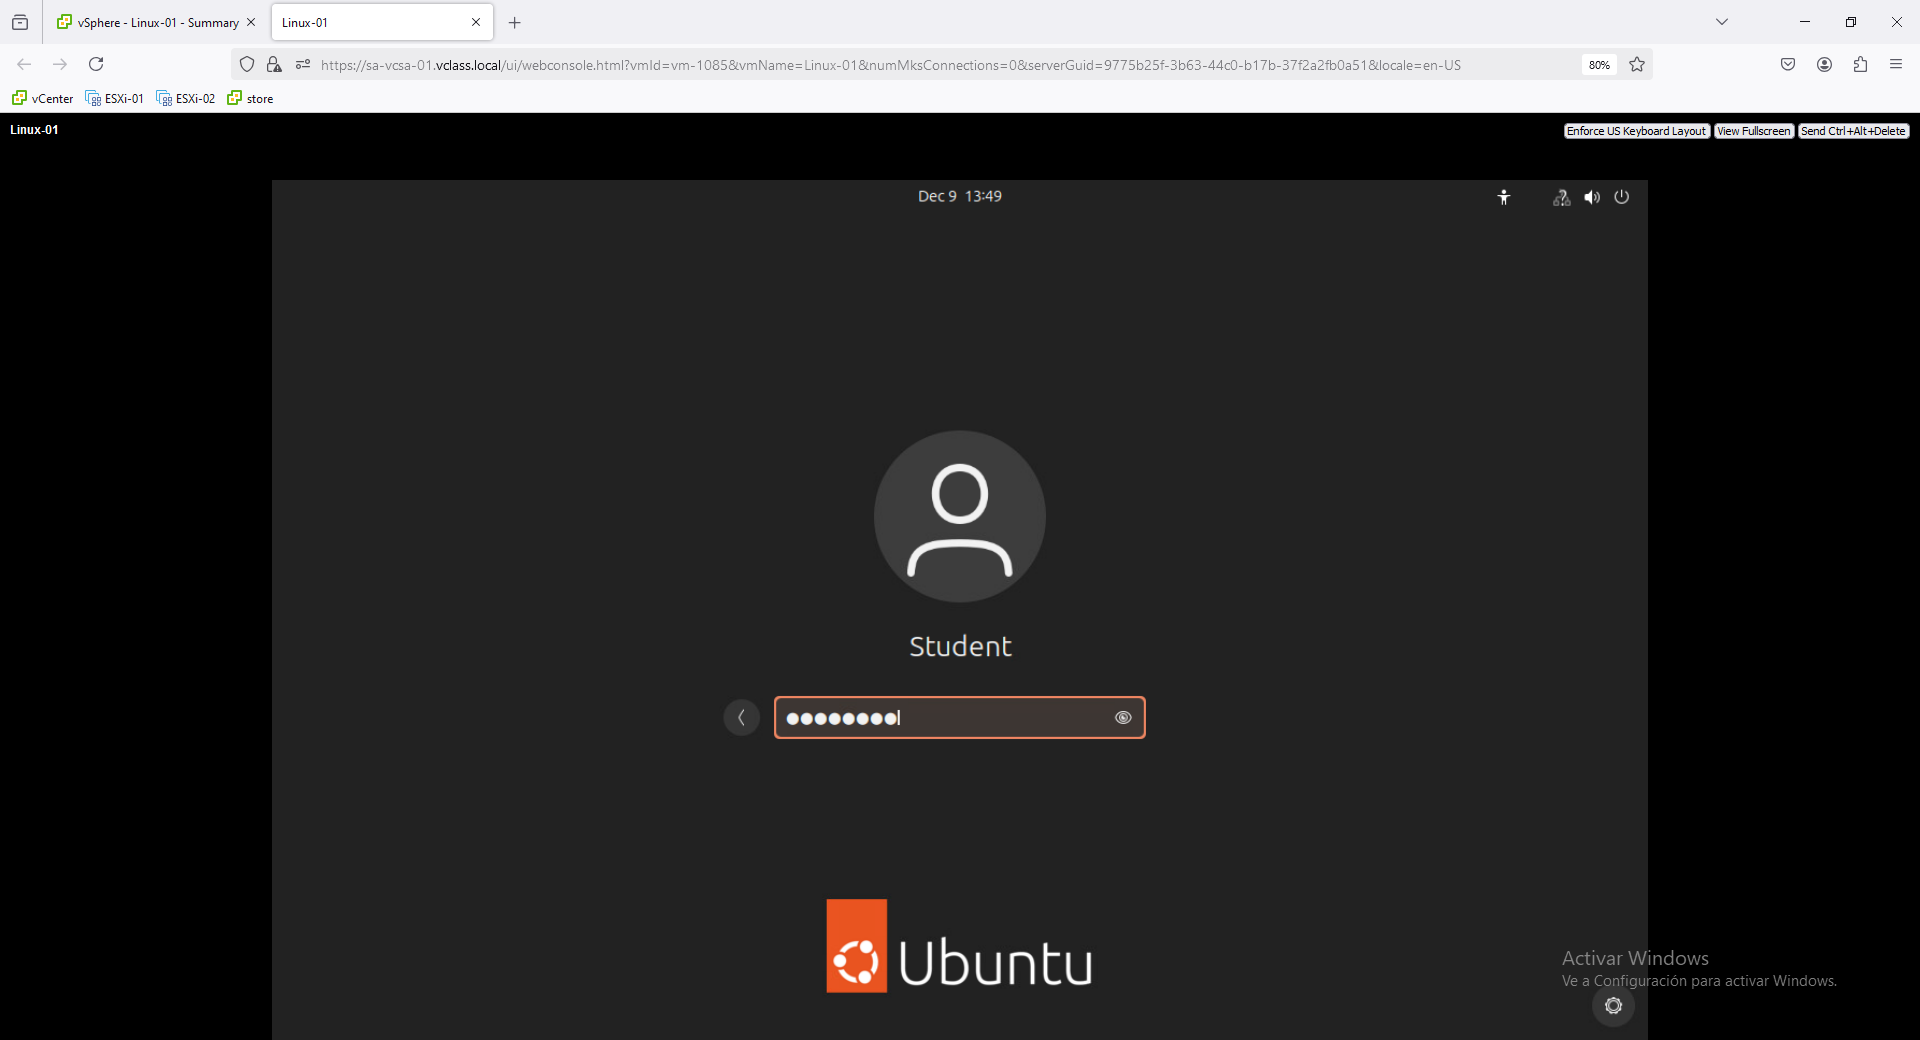 vSphere - Linux-01 - Summary
Linux-01
https://sa-vcsa-01.vclass.local/ui/webconsole.html?vmId=vm-1085&vmName=Linux-01&numMksConnections=0&serverGuid=9775b25f-3b63-44c0-b17b-37f2a2fb0a51&locale=en-US
80%
vCenter
ESXi-01
ESXi-02
store
Linux-01
Enforce US Keyboard Layout
View Fullscreen
Send Ctrl+Alt+Delete
Dec 9 13:49
Student
Ubuntu
Activar Windows
Ve a Configuración para activar Windows.